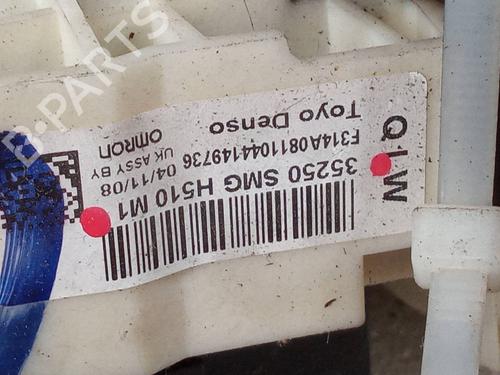 Q1W
Toyo Denso
F314A0811044149736
35250 SMG H510 M1
OMRON
UK ASSY BY
04/11/08
B-PARTS